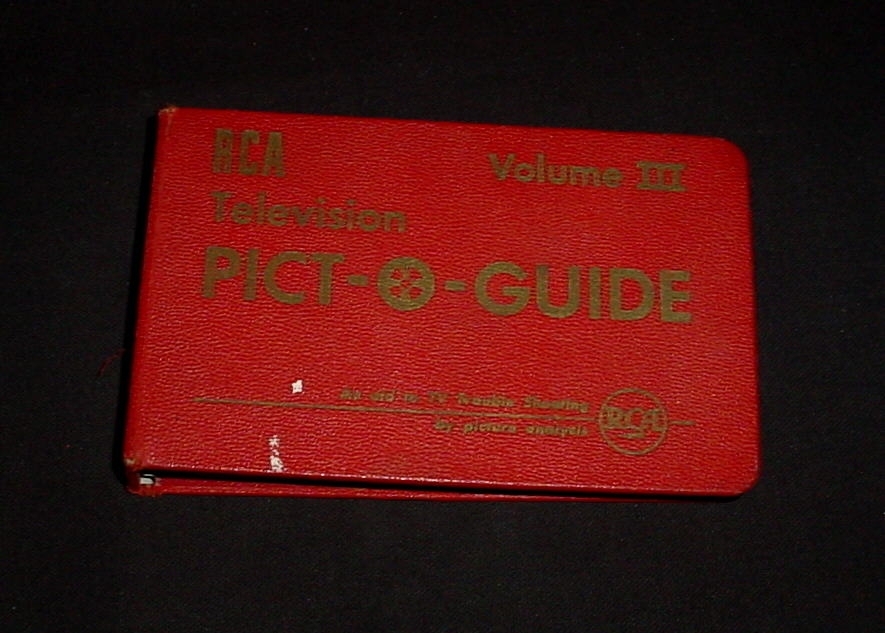 RCA
Volume III
Television
PICT-O-GUIDE
An aid to TV Trouble Shooting
By picture analysis
RCA